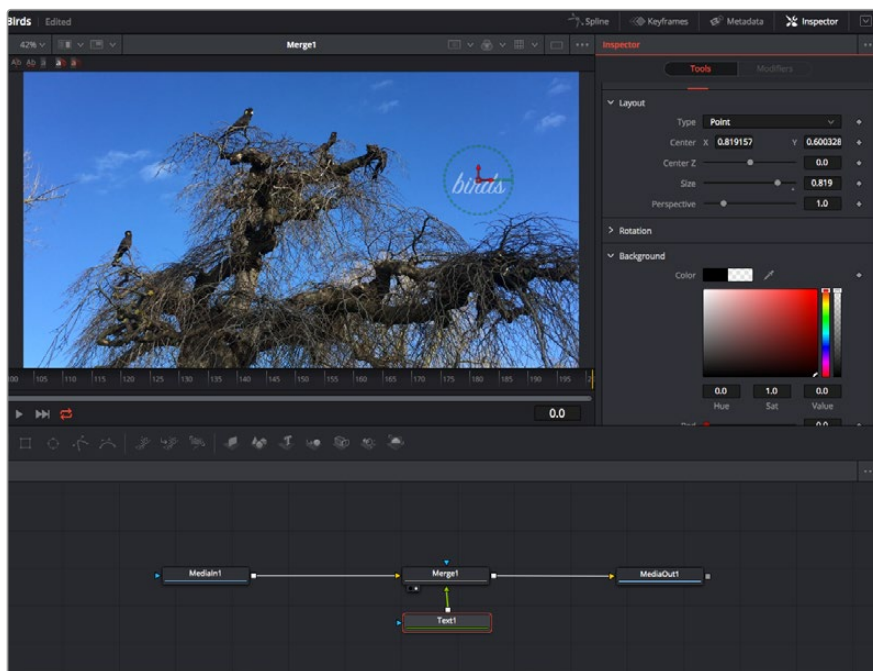 Birds Edited Spline Keyframes Metadata Inspector
42% Merge1 Inspector
Tools Modifiers
Layout
Type Point
Center X 0.819157 Y 0.600328
Center Z 0.0
Size 0.819
Perspective 1.0
Rotation
Background
Color
birds
105 110 115 120 125 130 135 140 145 150 155 160 165 170 175 180 185 190 195
0.0
0.0 1.0 0.0
Hue Sat Value
MediaIn1 Merge1 MediaOut1
Text1